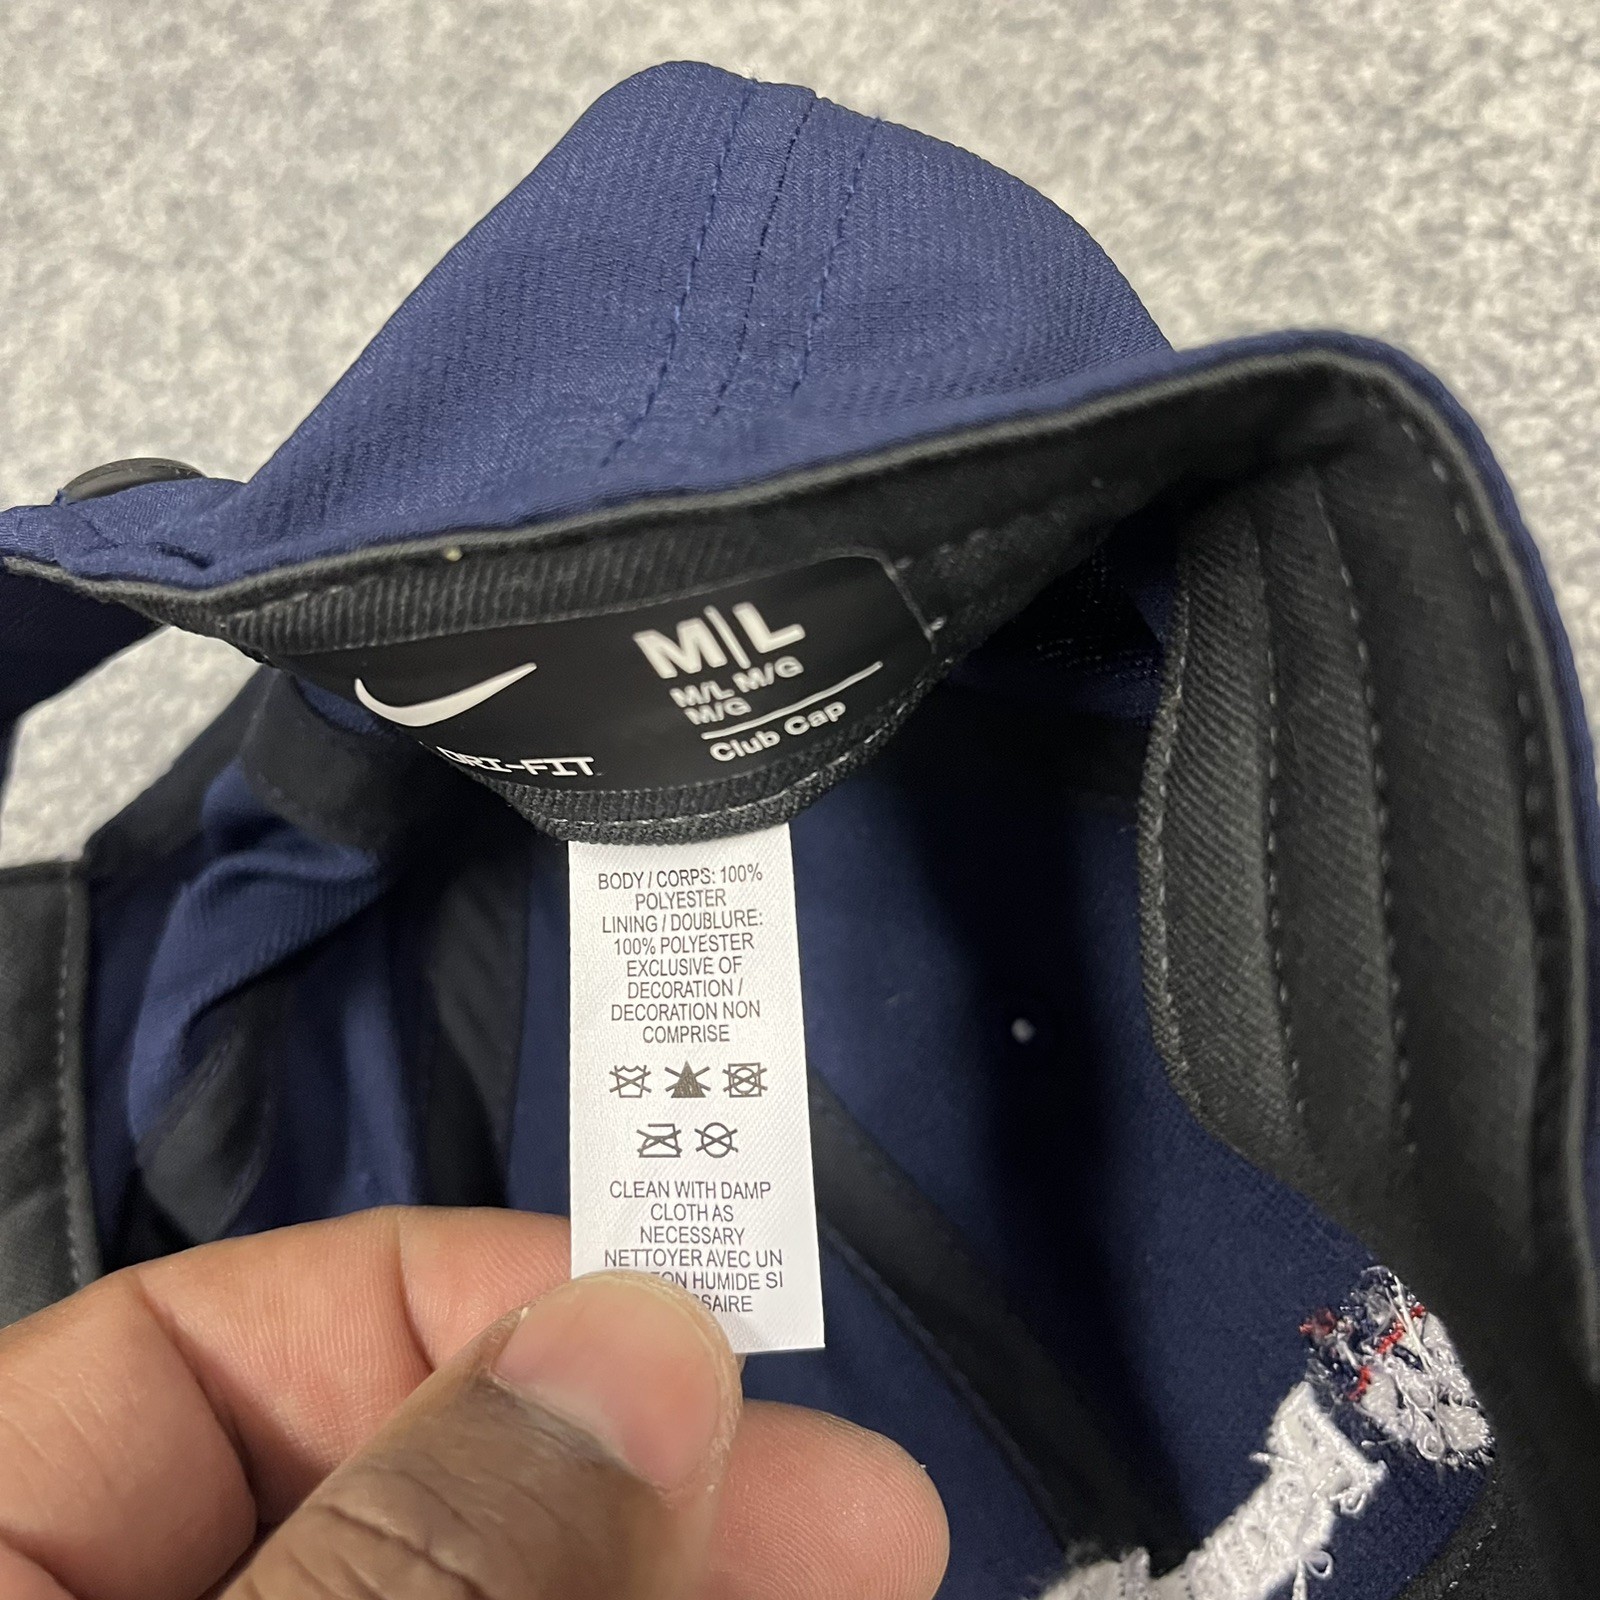 M|L
M/L M/G
M/G
Club Cap
DRI-FIT
BODY / CORPS: 100%
POLYESTER
LINING / DOUBLURE:
100% POLYESTER
EXCLUSIVE OF
DECORATION /
DECORATION NON
COMPRISE
CLEAN WITH DAMP
CLOTH AS
NECESSARY
NETTOYER AVEC UN
HUMIDE SI